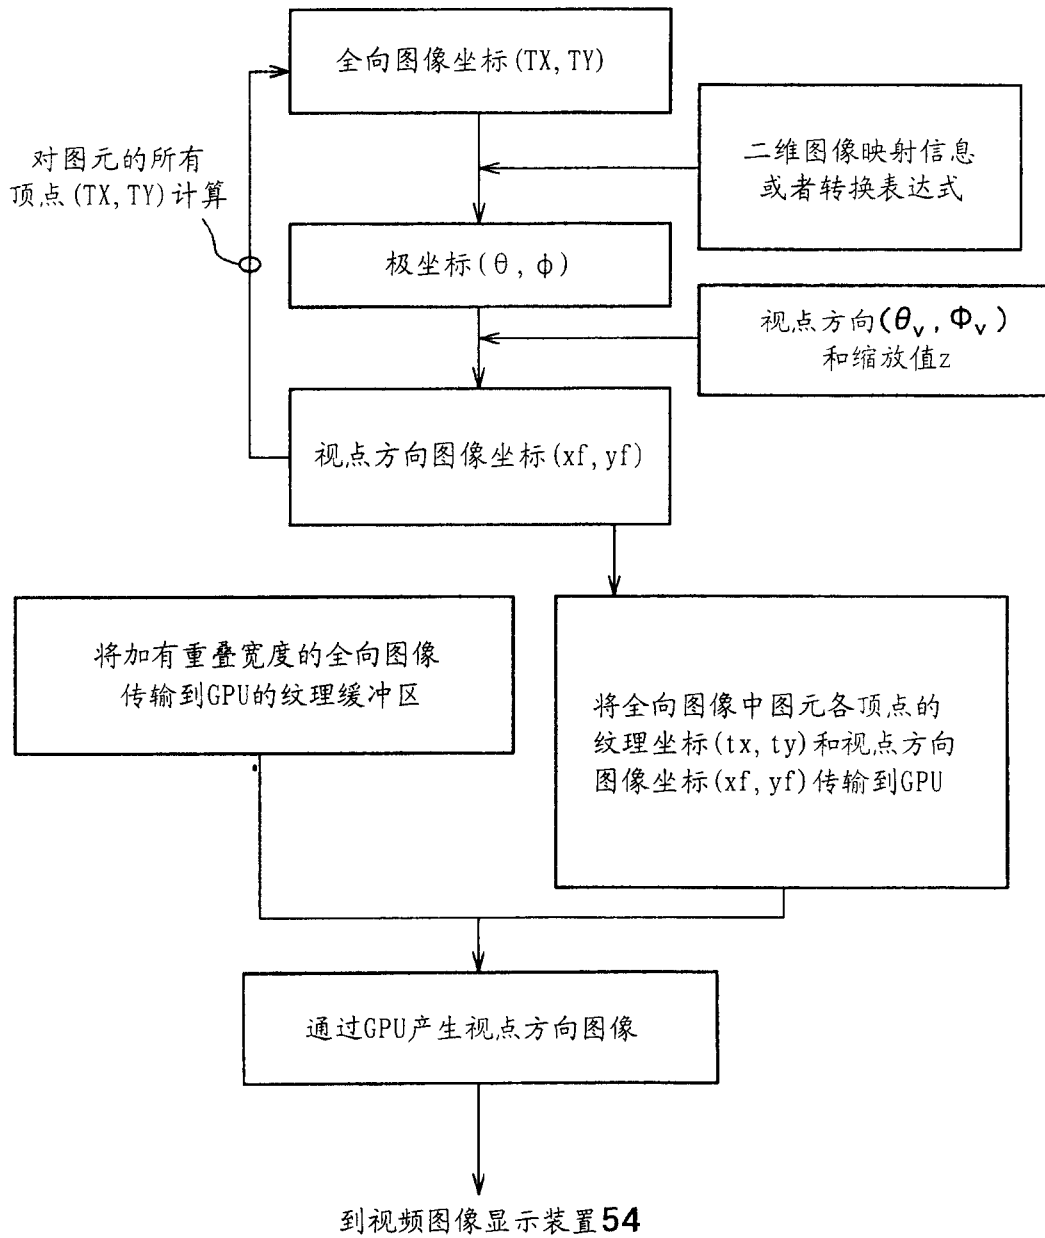 全向图像坐标(TX,TY)
对图元的所有
顶点(TX,TY)计算
二维图像映射信息
或者转换表达式
极坐标(θ,φ)
视点方向(θv,Φv)
和缩放值z
视点方向图像坐标(xf,yf)
将加有重叠宽度的全向图像
传输到GPU的纹理缓冲区
将全向图像中图元各顶点的
纹理坐标(tx,ty)和视点方向
图像坐标(xf,yf)传输到GPU
通过GPU产生视点方向图像
到视频图像显示装置54